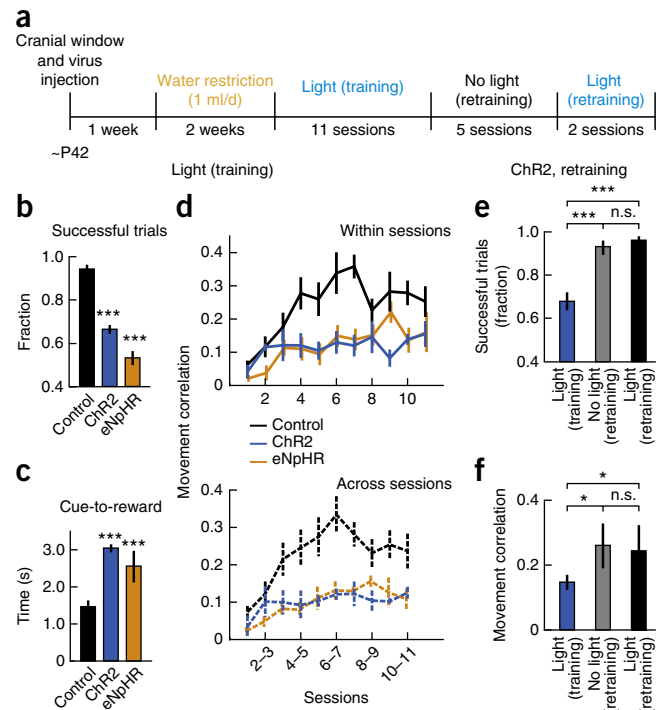 a
Cranial window
and virus
injection
Water restriction
(1 ml/d)
Light (training)
No light
(retraining)
Light
(retraining)
1 week
2 weeks
11 sessions
5 sessions
2 sessions
~P42
Light (training)
ChR2, retraining
b
Successful trials
Fraction
1.0
0.8
0.6
0.4
***
***
Control
ChR2
eNpHR
c
Cue-to-reward
Time (s)
3.0
2.0
1.0
0
***
***
Control
ChR2
eNpHR
d
Within sessions
Movement correlation
0.4
0.3
0.2
0.1
0
2
4
6
8
10
Control
ChR2
eNpHR
Across sessions
0.4
0.3
0.2
0.1
0
2–3
4–5
6–7
8–9
10–11
Sessions
e
***
***
n.s.
Successful trials
(fraction)
1.0
0.8
0.6
0.4
Light
(training)
No light
(retraining)
Light
(retraining)
f
*
*
n.s.
Movement correlation
0.4
0.2
0
Light
(training)
No light
(retraining)
Light
(retraining)